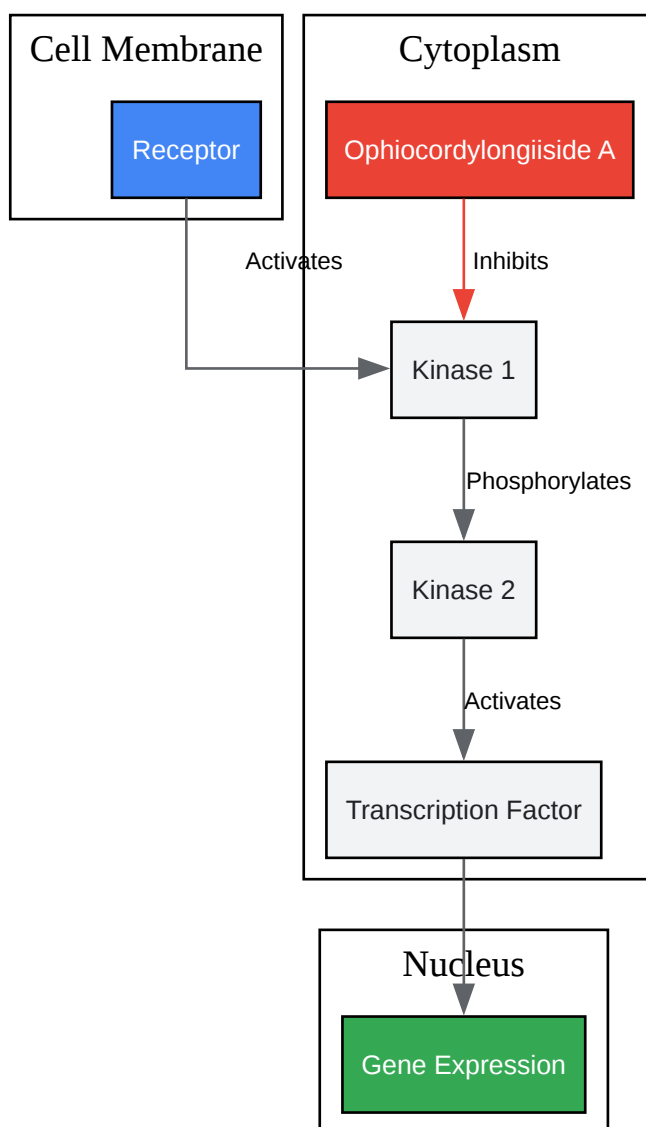 Cell Membrane
Cytoplasm
Receptor
Ophiocordylongiiside A
Activates
Inhibits
Kinase 1
Phosphorylates
Kinase 2
Activates
Transcription Factor
Nucleus
Gene Expression